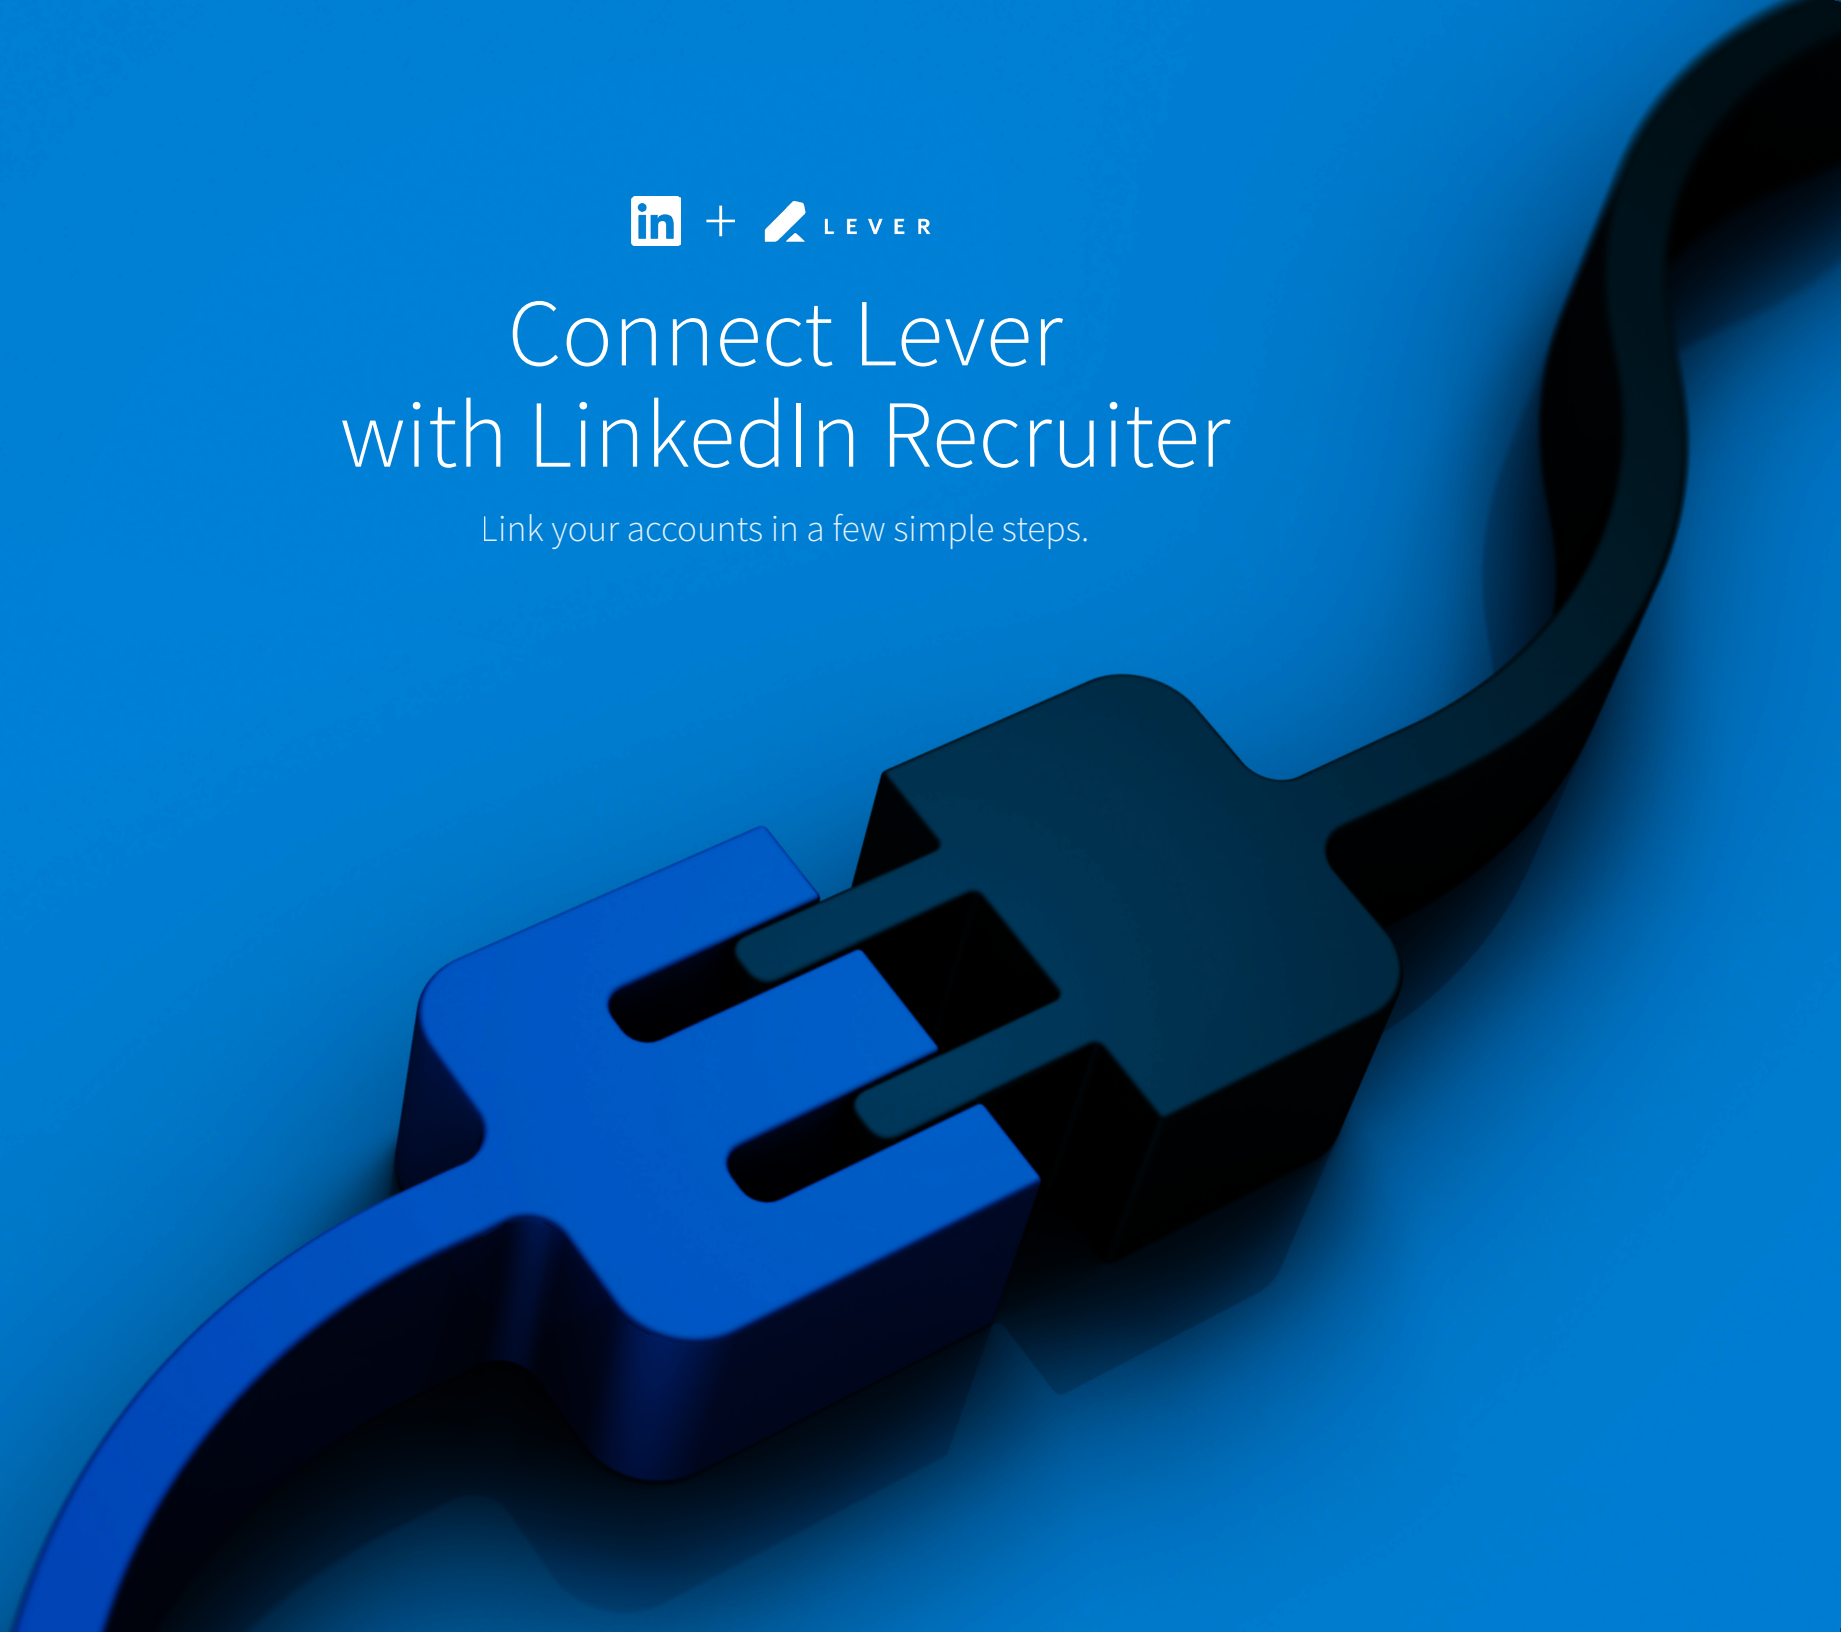 in + LEVER
Connect Lever
with LinkedIn Recruiter
Link your accounts in a few simple steps.